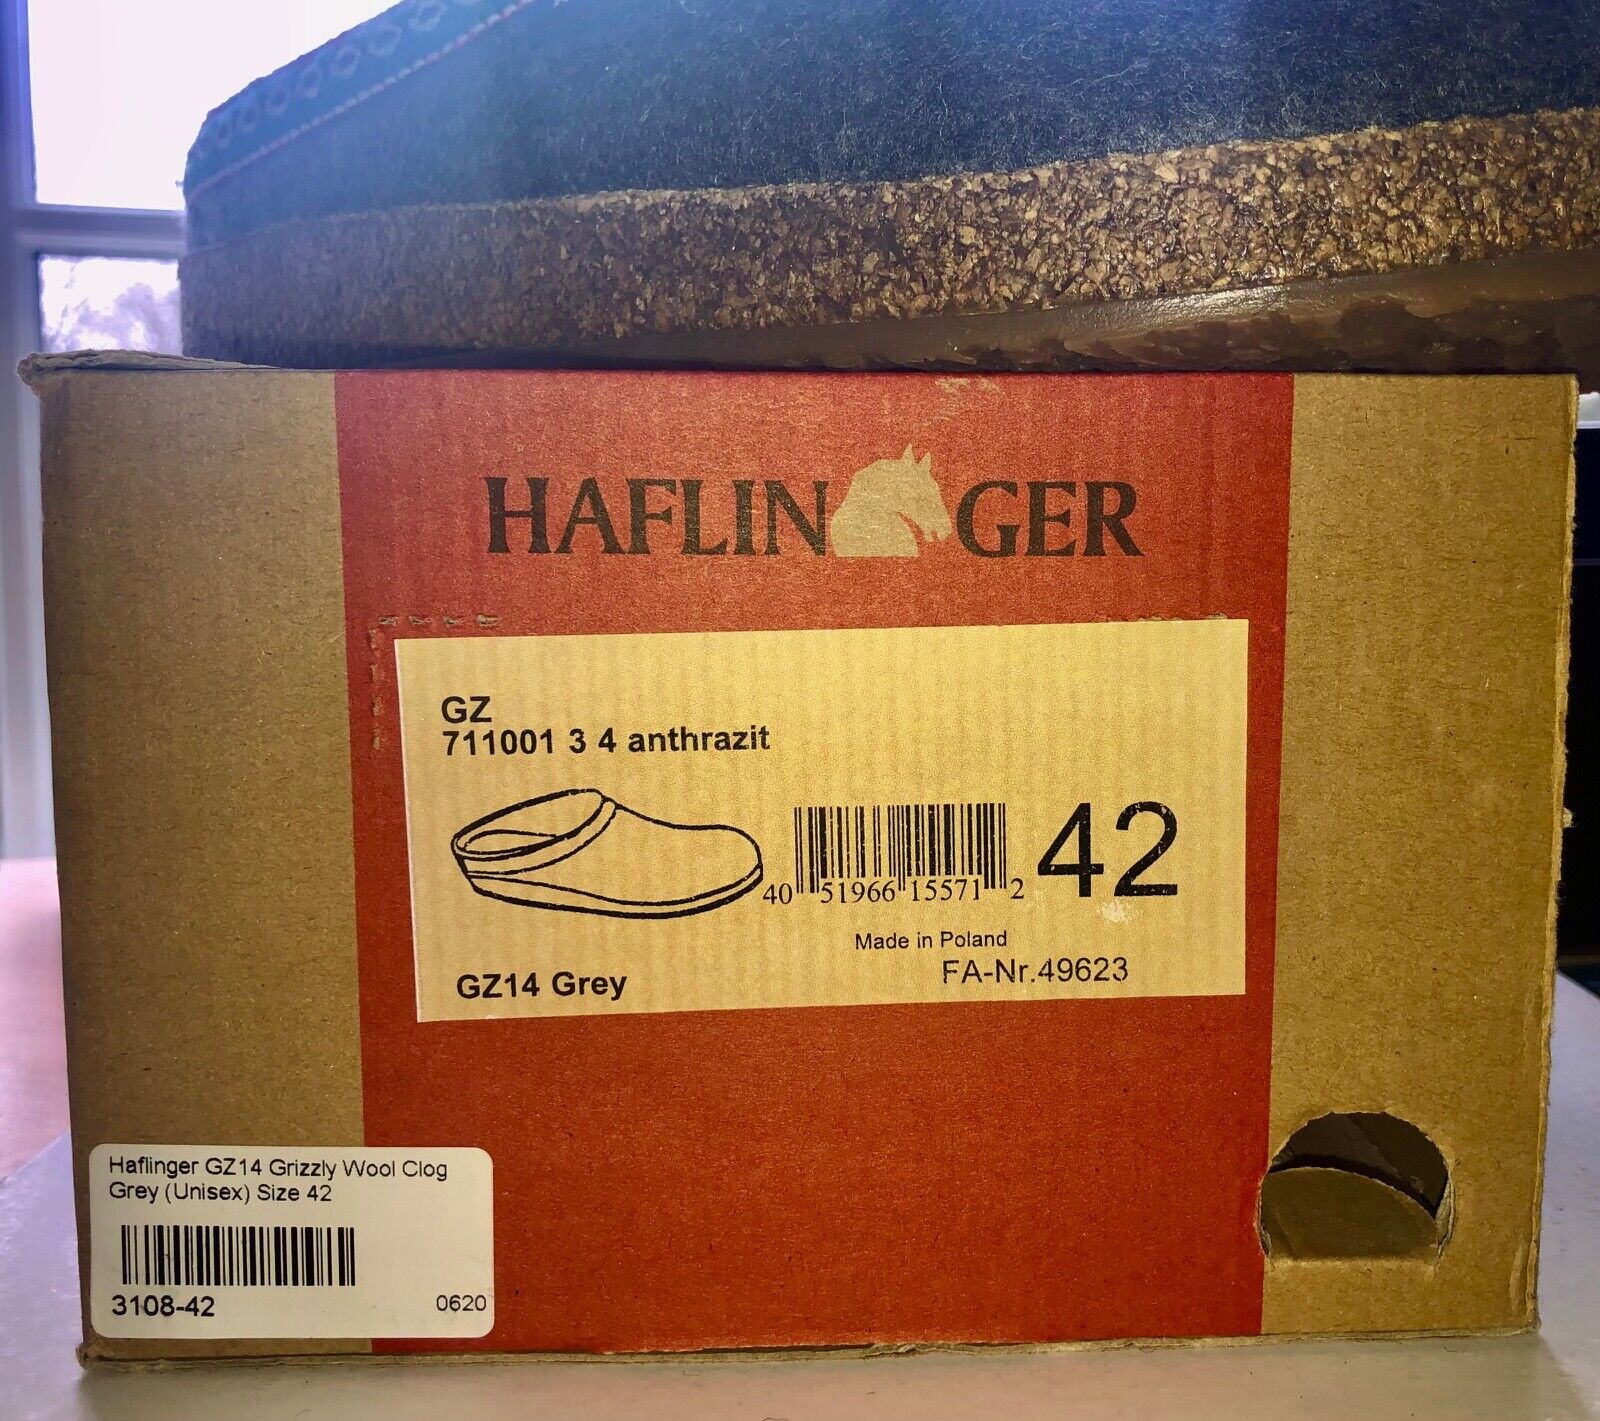 HAFLINGER
GZ
711001 3 4 anthrazit
40 51966 15571 2
42
Made in Poland
FA-Nr.49623
GZ14 Grey
Haflinger GZ14 Grizzly Wool Clog
Grey (Unisex) Size 42
3108-42
0620